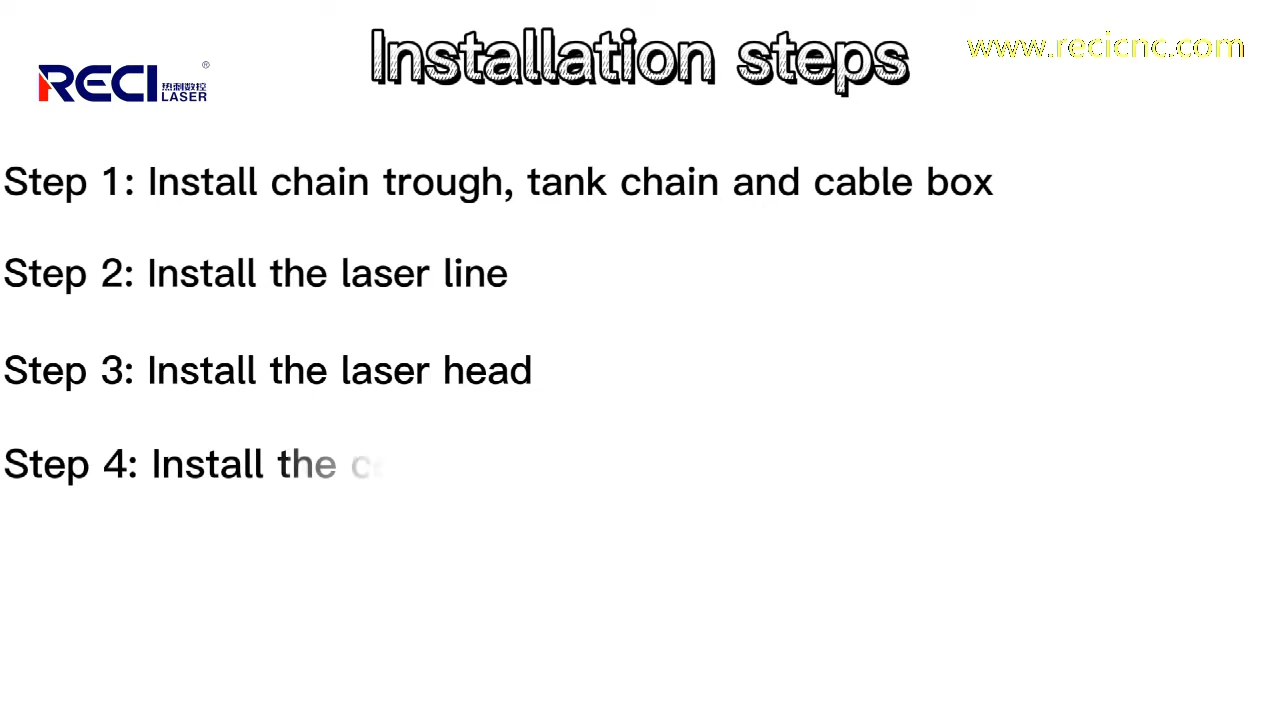 Installation steps
www.recicnc.com
RECI
®
热刺数控
LASER
Step 1: Install chain trough, tank chain and cable box
Step 2: Install the laser line
Step 3: Install the laser head
Step 4: Install the